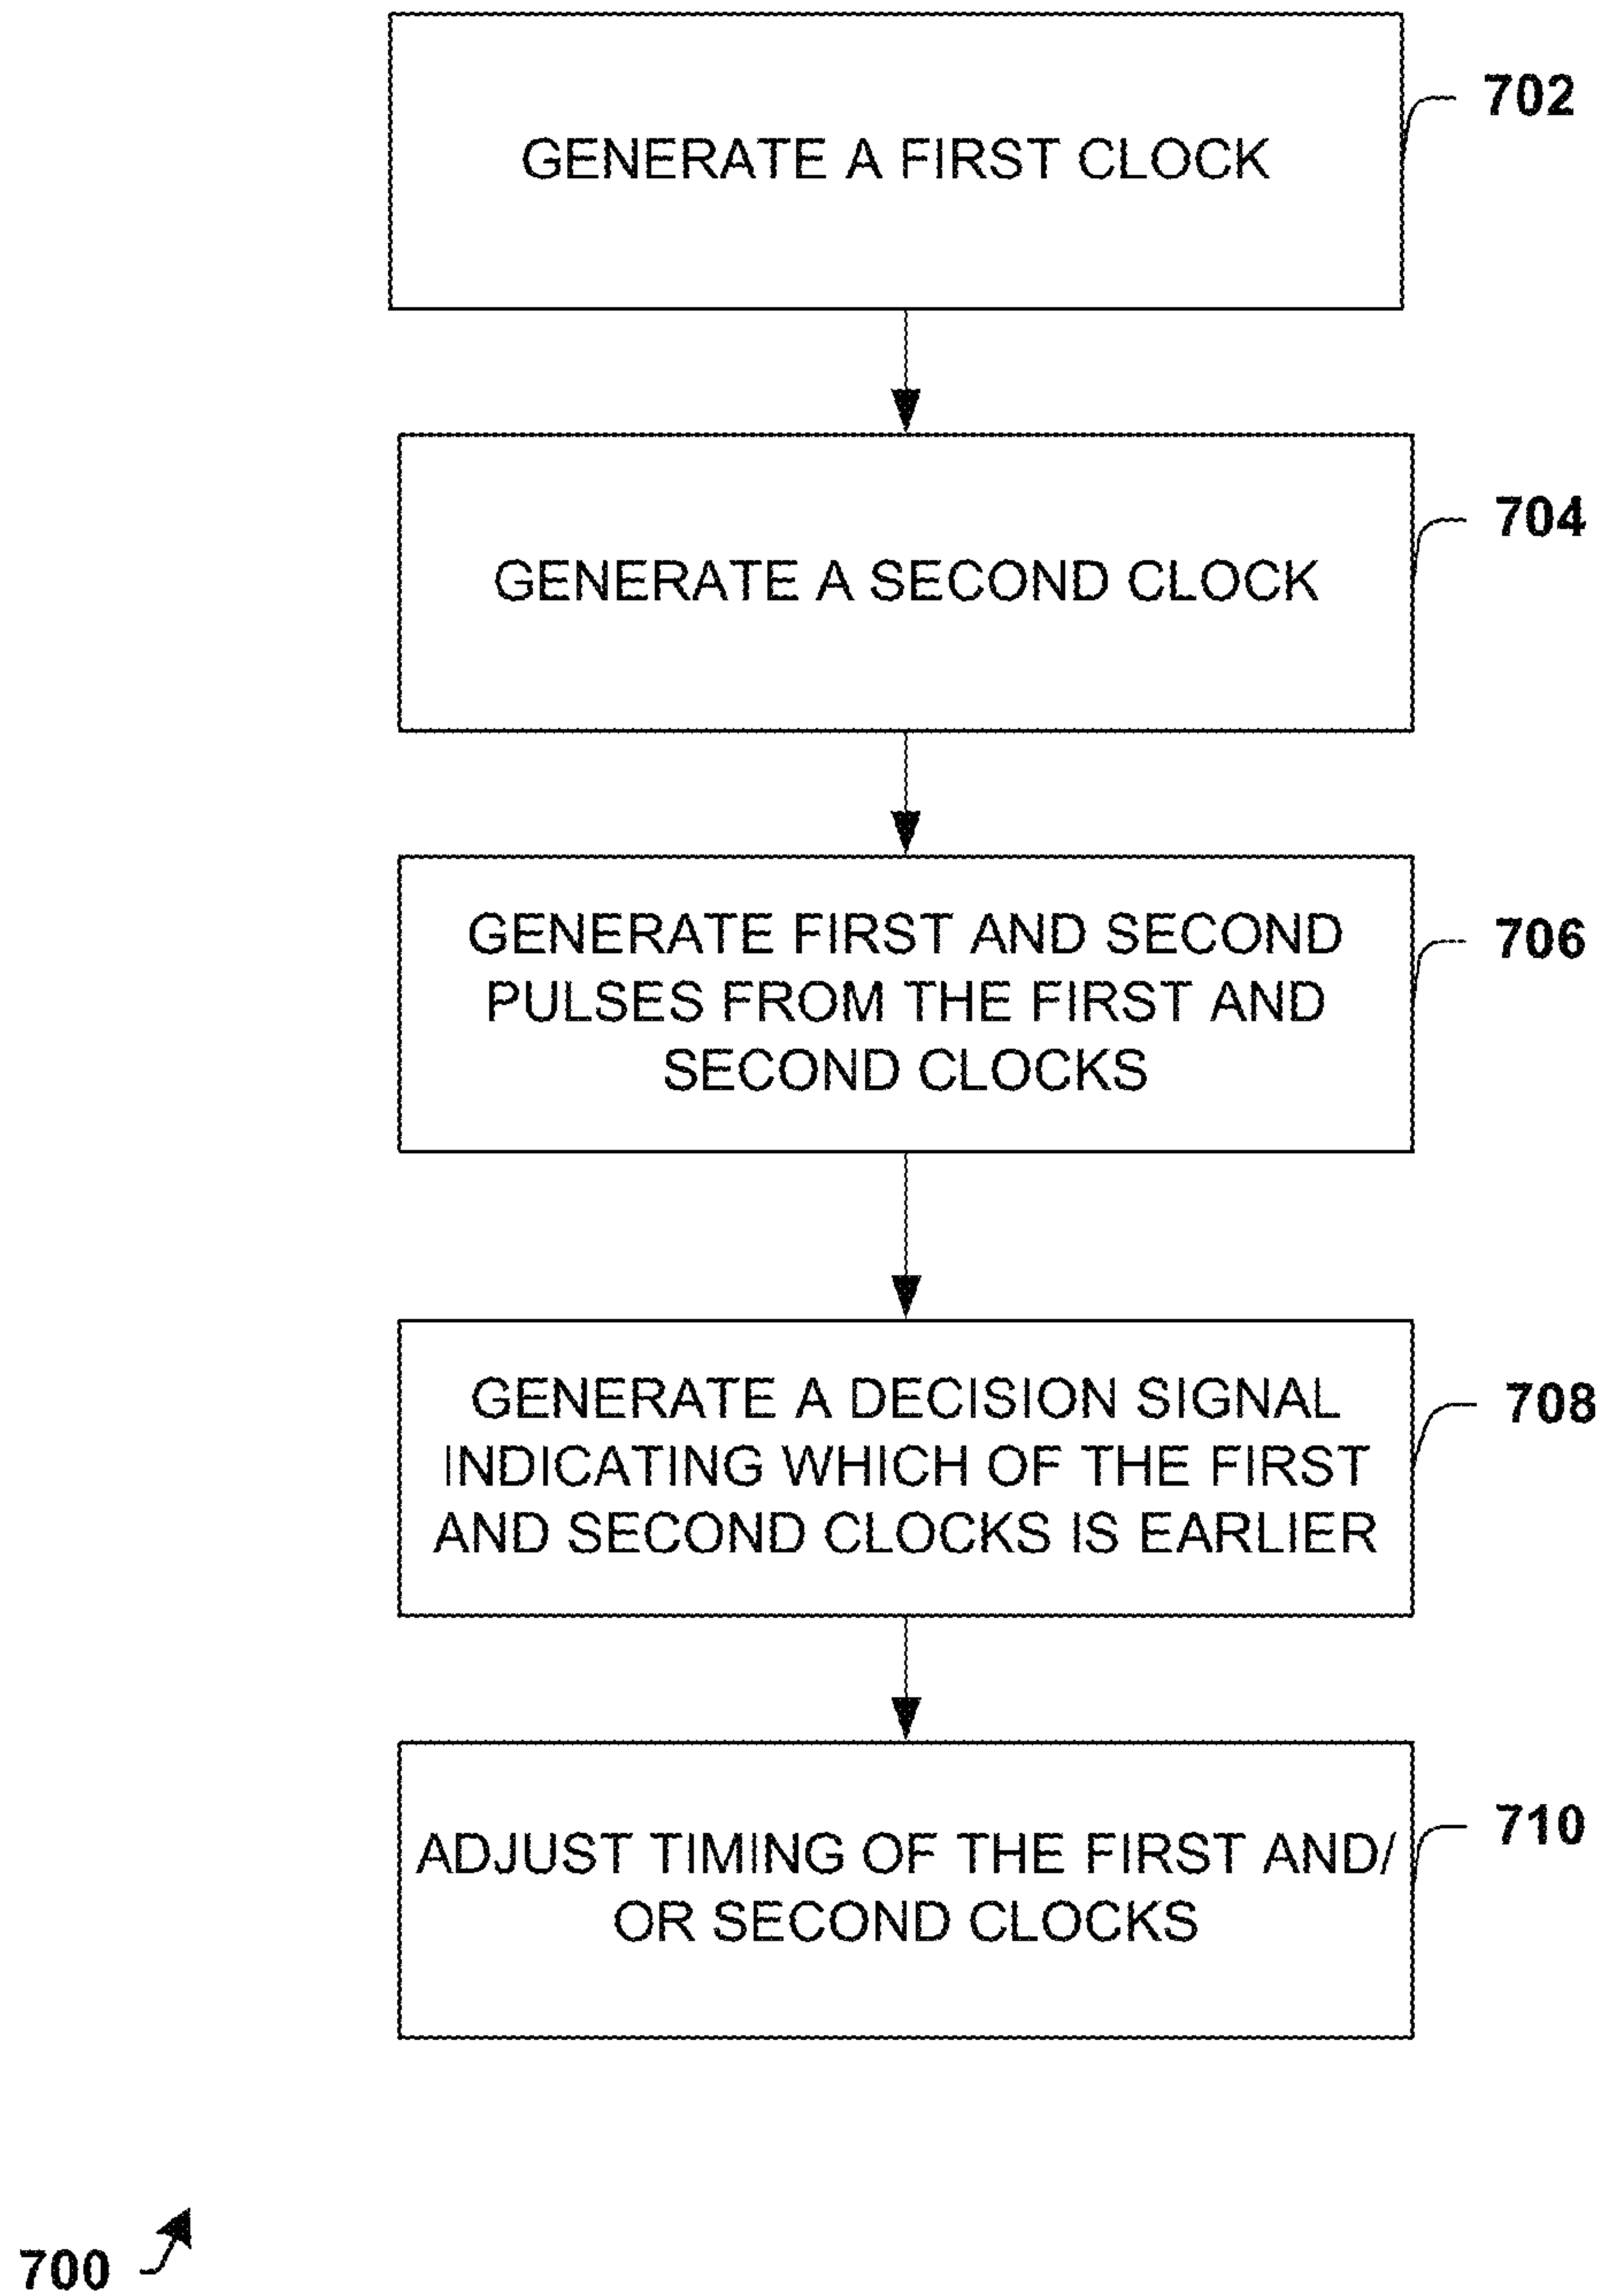 GENERATE A FIRST CLOCK
702
GENERATE A SECOND CLOCK
704
GENERATE FIRST AND SECOND
PULSES FROM THE FIRST AND
SECOND CLOCKS
706
GENERATE A DECISION SIGNAL
INDICATING WHICH OF THE FIRST
AND SECOND CLOCKS IS EARLIER
708
ADJUST TIMING OF THE FIRST AND/
OR SECOND CLOCKS
710
700